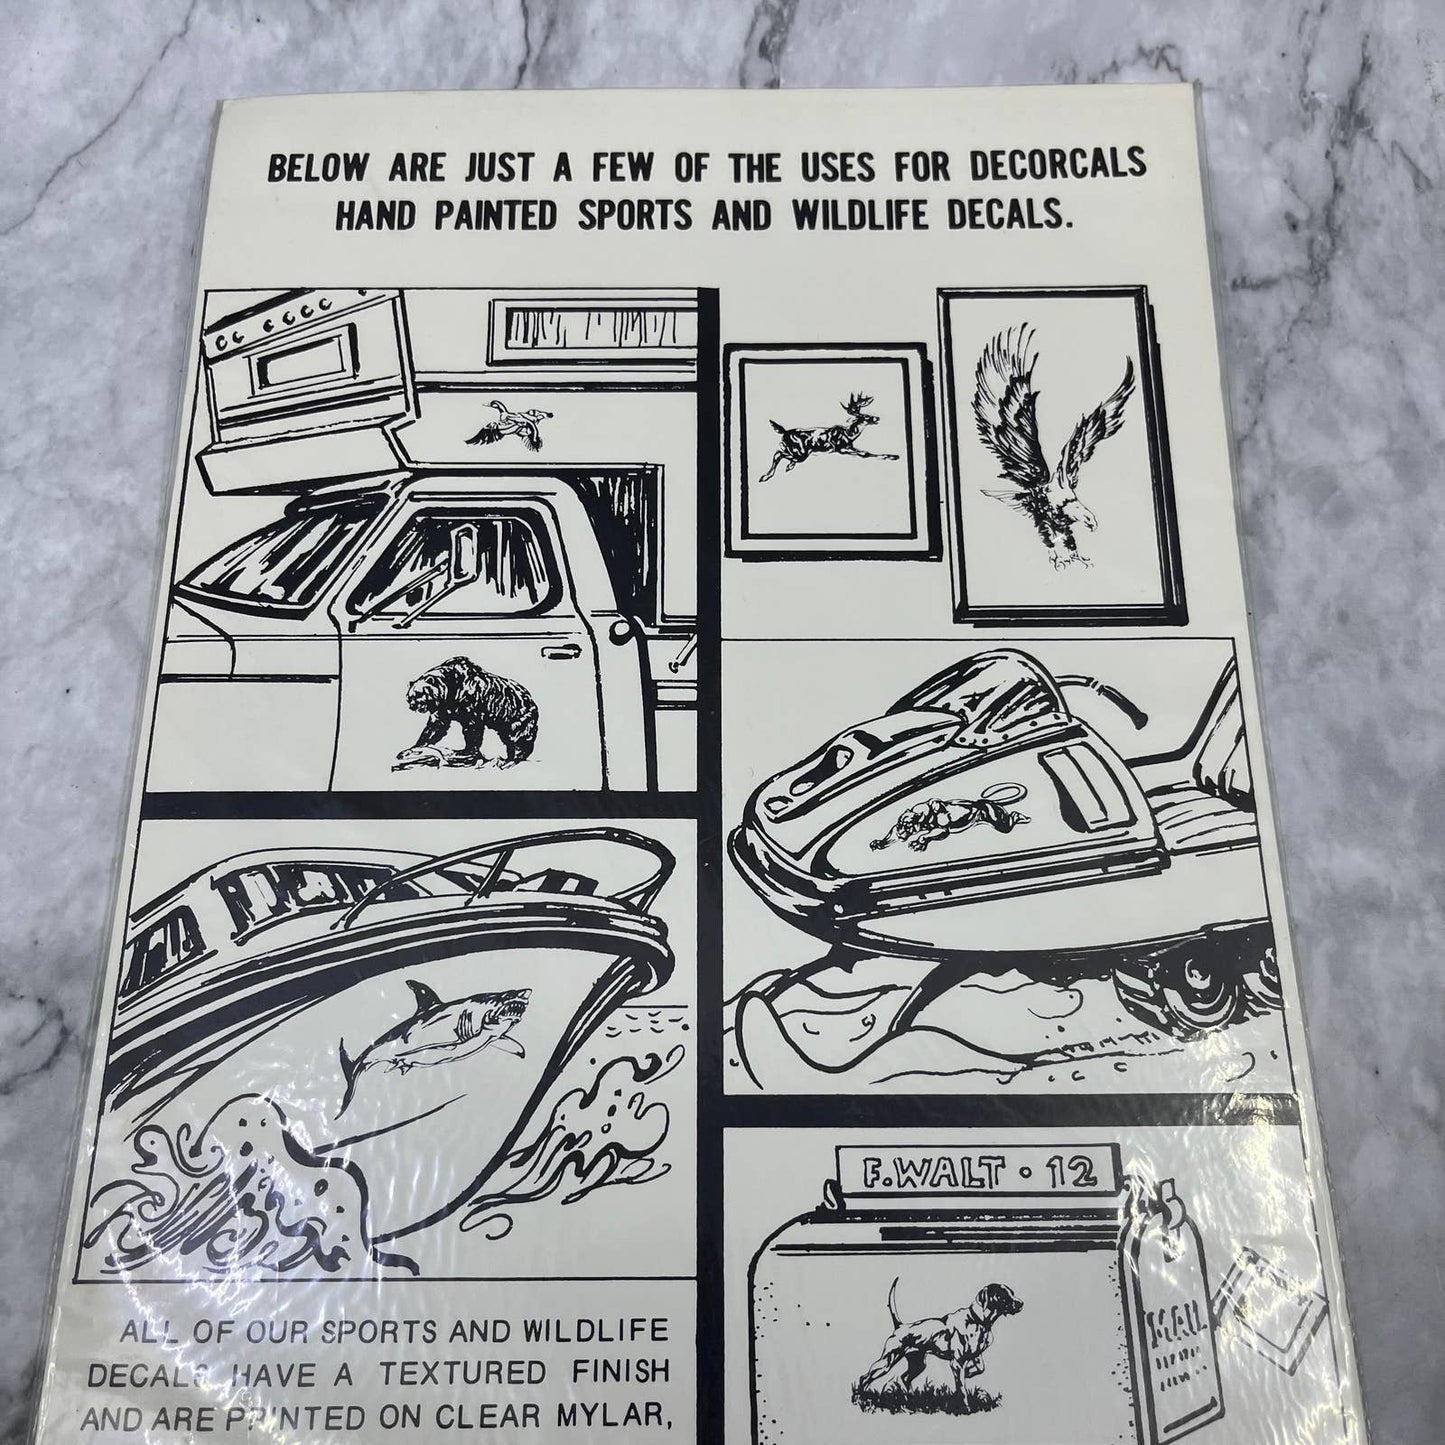 BELOW ARE JUST A FEW OF THE USES FOR DECORCALS
HAND PAINTED SPORTS AND WILDLIFE DECALS.
F. WALT · 12
ALL OF OUR SPORTS AND WILDLIFE
DECALS HAVE A TEXTURED FINISH
AND ARE PRINTED ON CLEAR MYLAR,